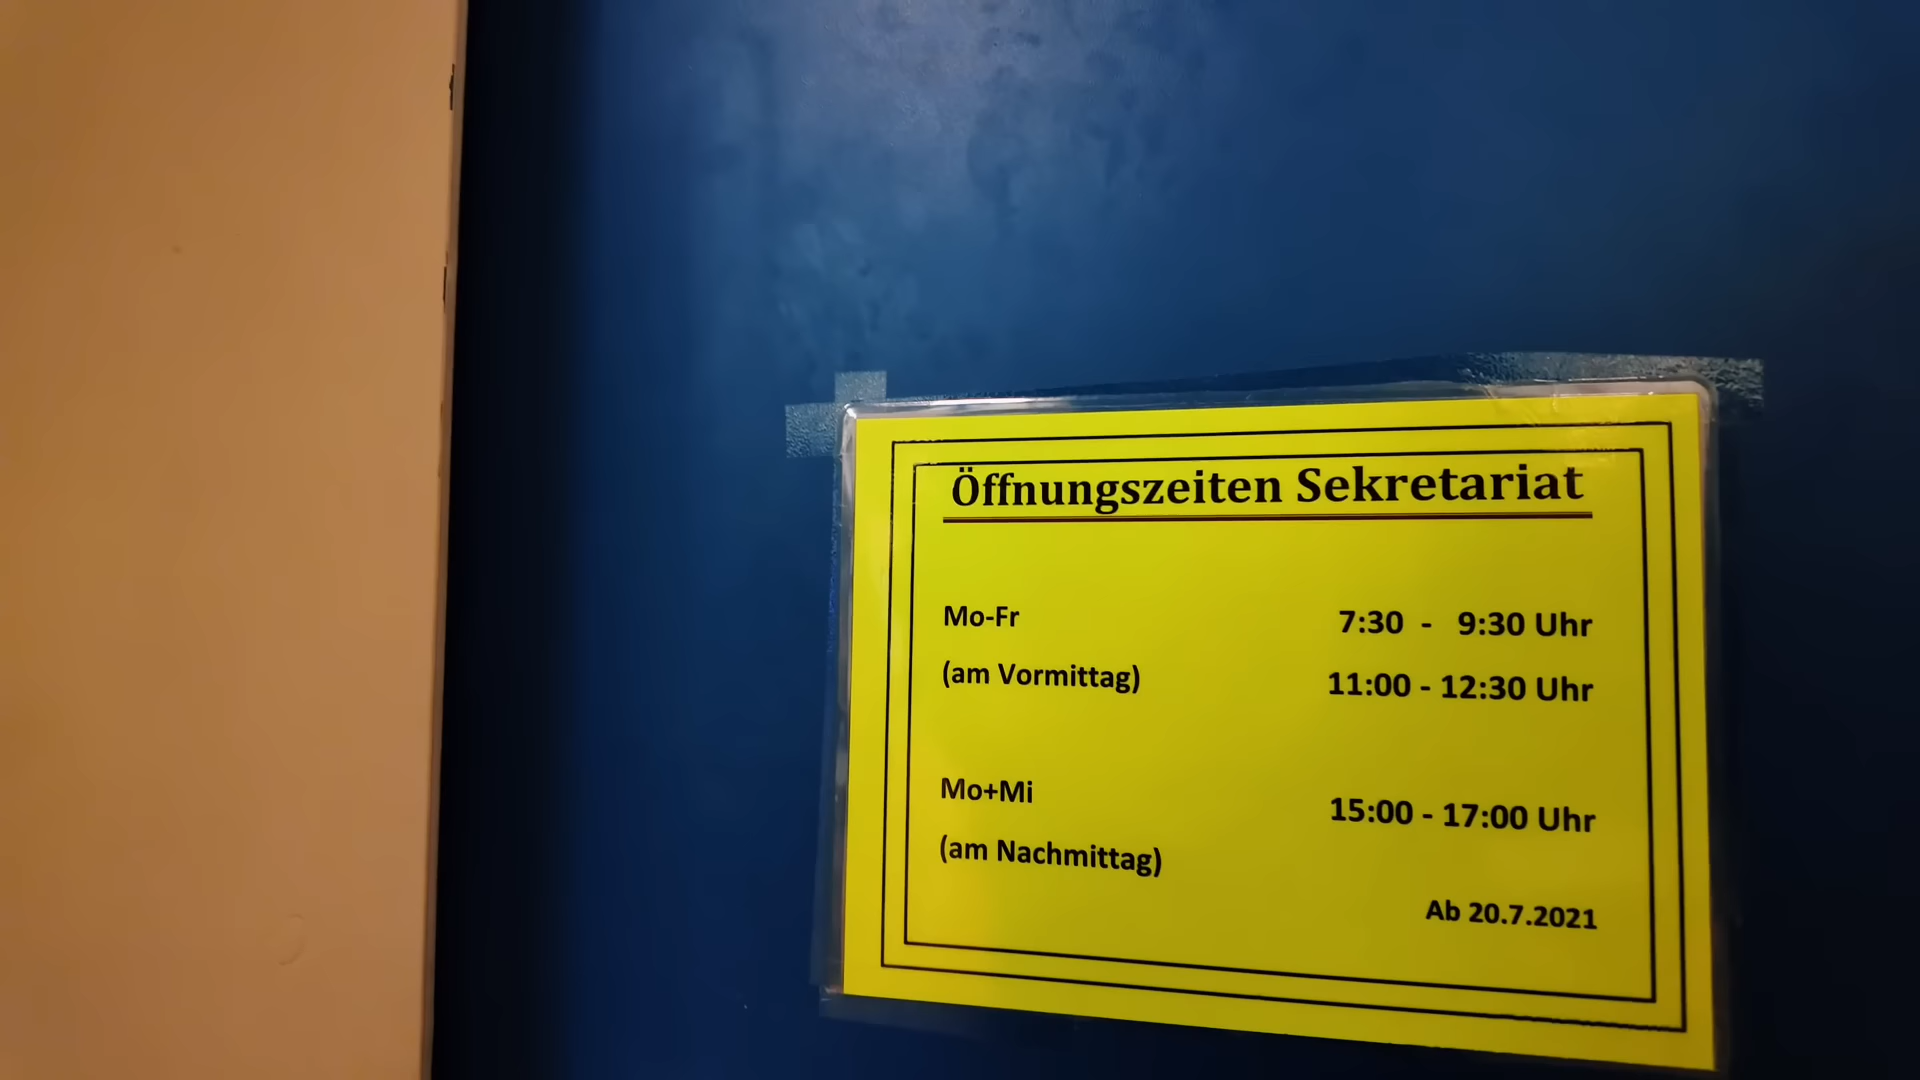 Öffnungszeiten Sekretariat
Mo-Fr 7:30 - 9:30 Uhr
(am Vormittag) 11:00 - 12:30 Uhr
Mo+Mi 15:00 - 17:00 Uhr
(am Nachmittag)
Ab 20.7.2021